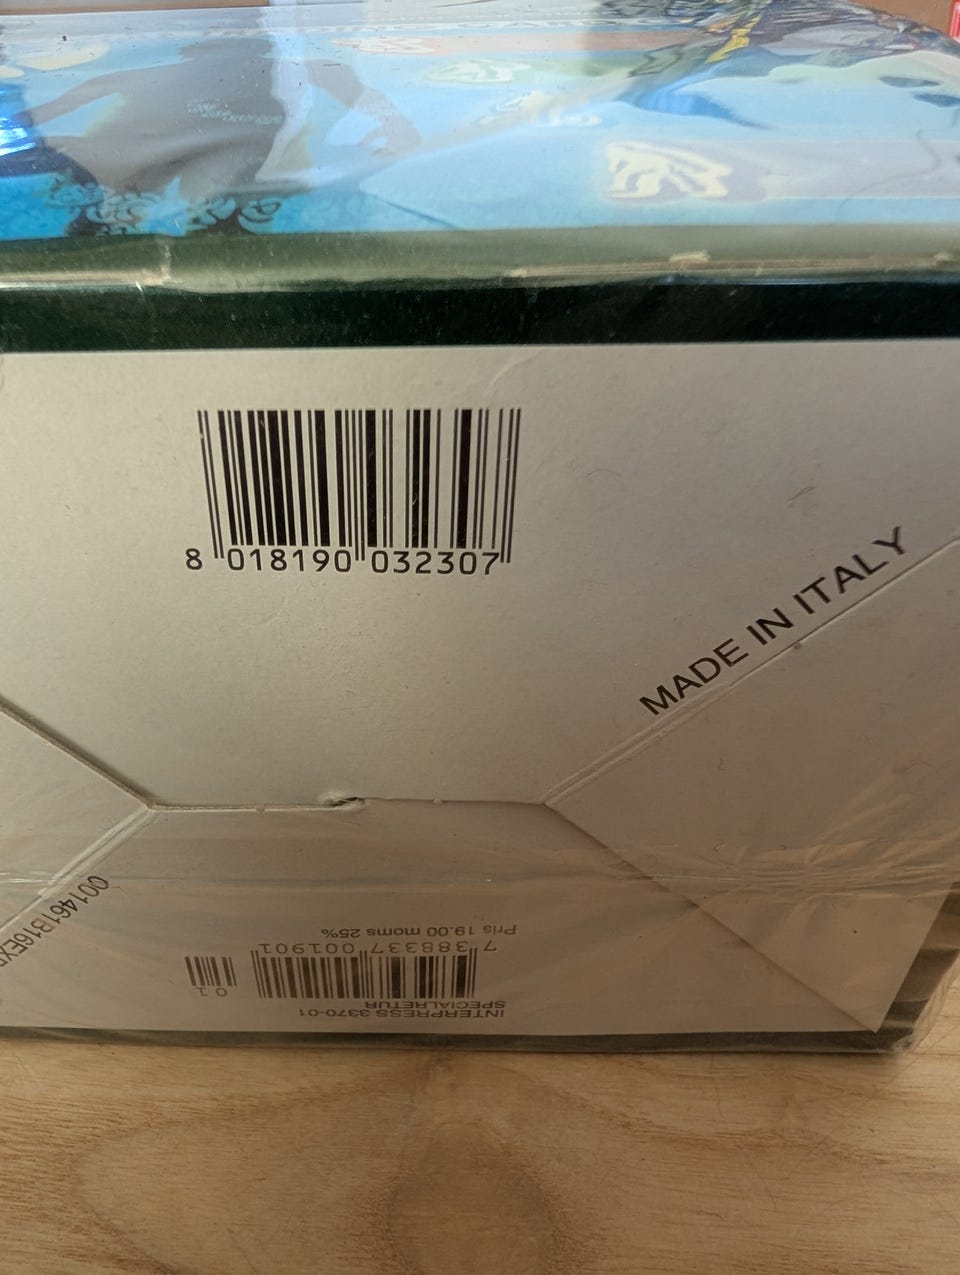 8 018190 032307
MADE IN ITALY
INTERPRESS 3370-01
SPECIALRETUR
7 388337 001901
01
Pris 19.00 moms 25%